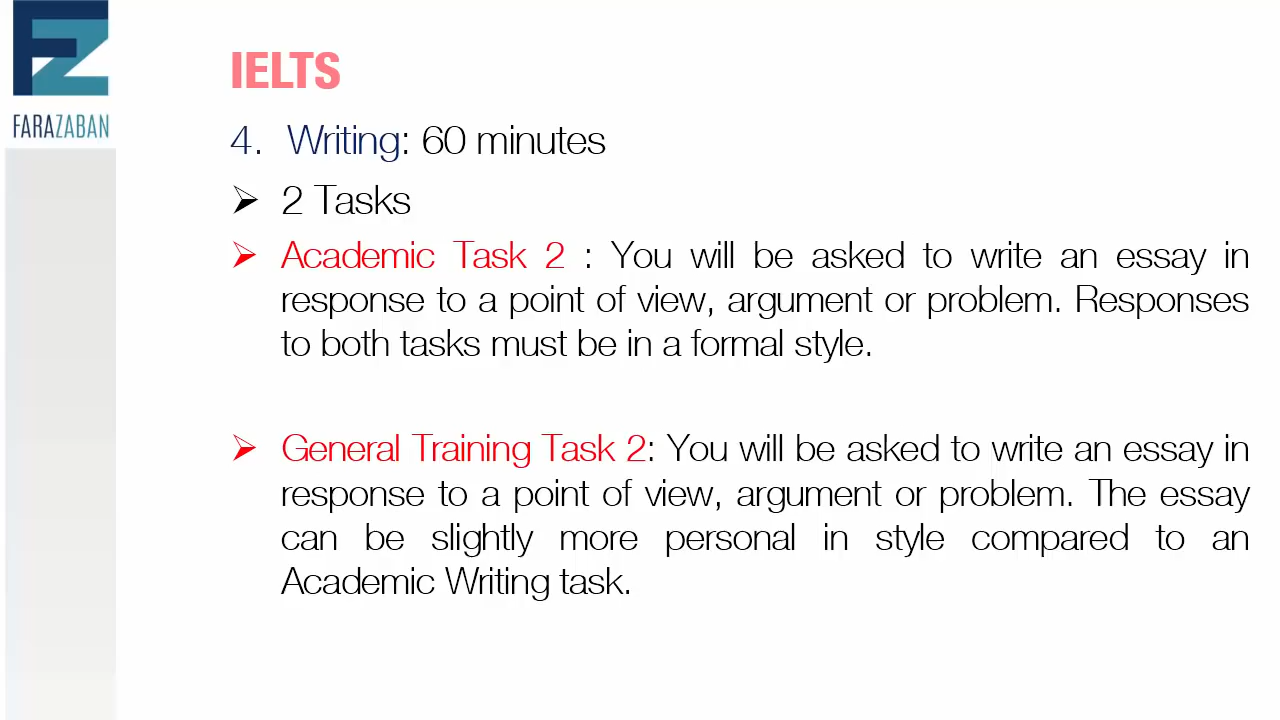 FZ
FARAZABAN
IELTS
4. Writing: 60 minutes
➢ 2 Tasks
➢ Academic Task 2 : You will be asked to write an essay in
response to a point of view, argument or problem. Responses
to both tasks must be in a formal style.
➢ General Training Task 2: You will be asked to write an essay in
response to a point of view, argument or problem. The essay
can be slightly more personal in style compared to an
Academic Writing task.